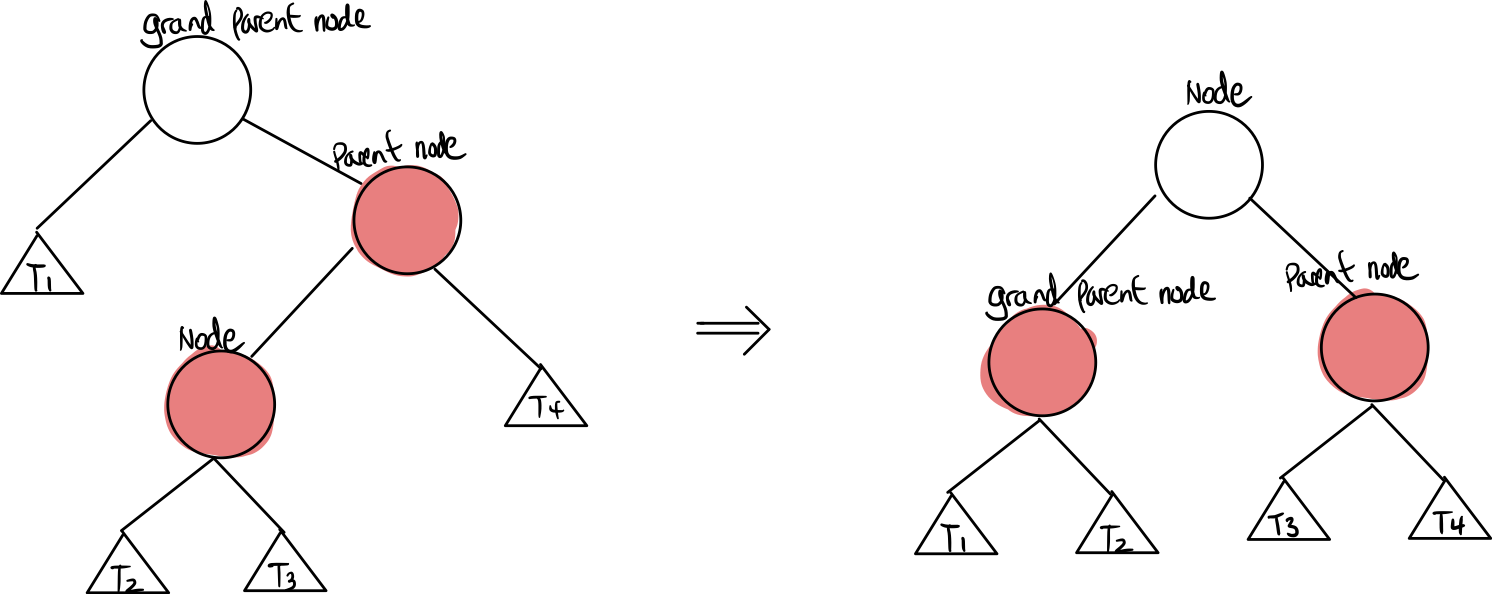 grand parent node
Parent node
T1
Node
T4
T2
T3
Node
grand parent node
Parent node
T1
T2
T3
T4